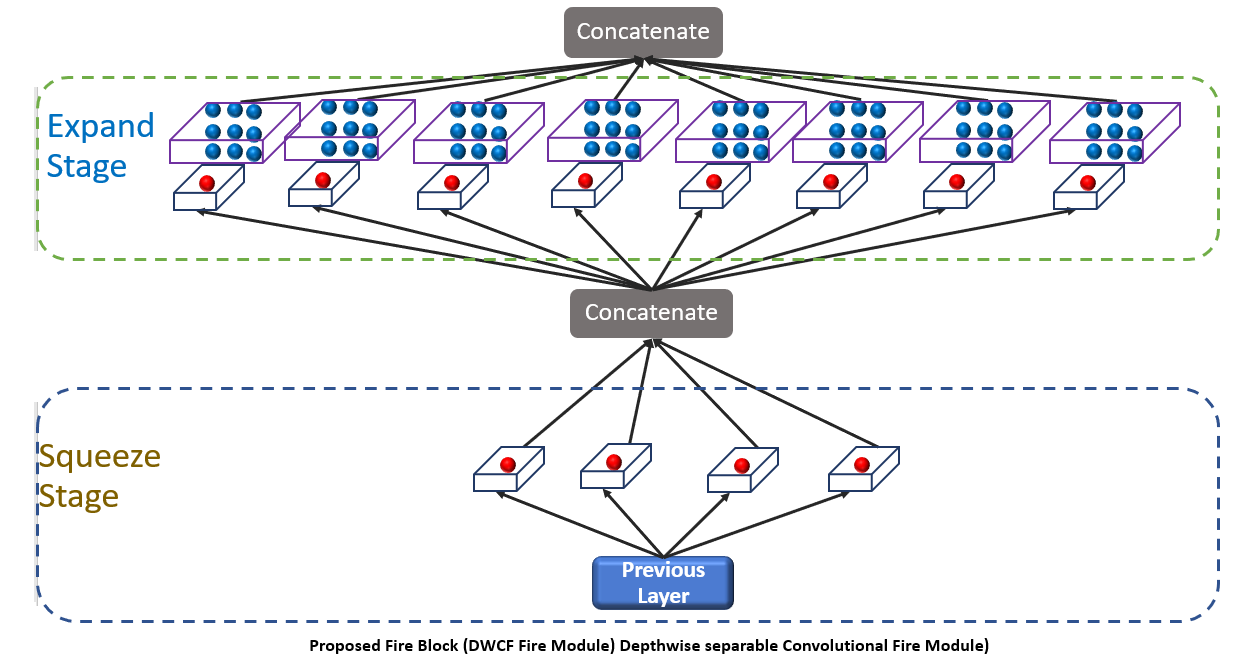 Concatenate
Expand
Stage
Concatenate
Squeeze
Stage
Previous
Layer
Proposed Fire Block (DWCF Fire Module) Depthwise separable Convolutional Fire Module)